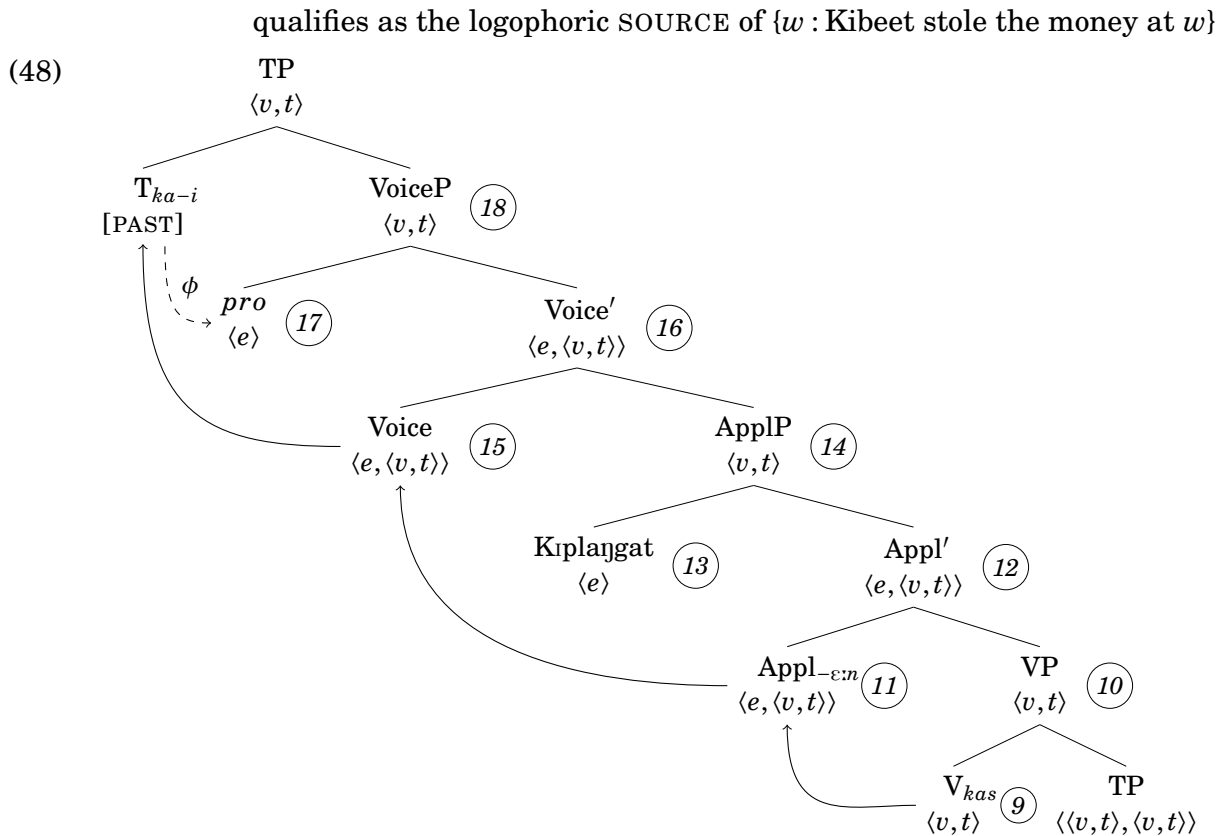 qualifies as the logophoric SOURCE of {w : Kibeet stole the money at w}
(48)
TP
⟨v, t⟩
T_{ka−i} VoiceP 18
[PAST] ⟨v, t⟩
ϕ
pro 17 Voice′ 16
⟨e⟩ ⟨e, ⟨v, t⟩⟩
Voice 15 ApplP 14
⟨e, ⟨v, t⟩⟩ ⟨v, t⟩
Kɪplaŋgat 13 Appl′ 12
⟨e⟩ ⟨e, ⟨v, t⟩⟩
Appl_{−ɛːn} 11 VP 10
⟨e, ⟨v, t⟩⟩ ⟨v, t⟩
V_{kas} 9 TP
⟨v, t⟩ ⟨⟨v, t⟩, ⟨v, t⟩⟩